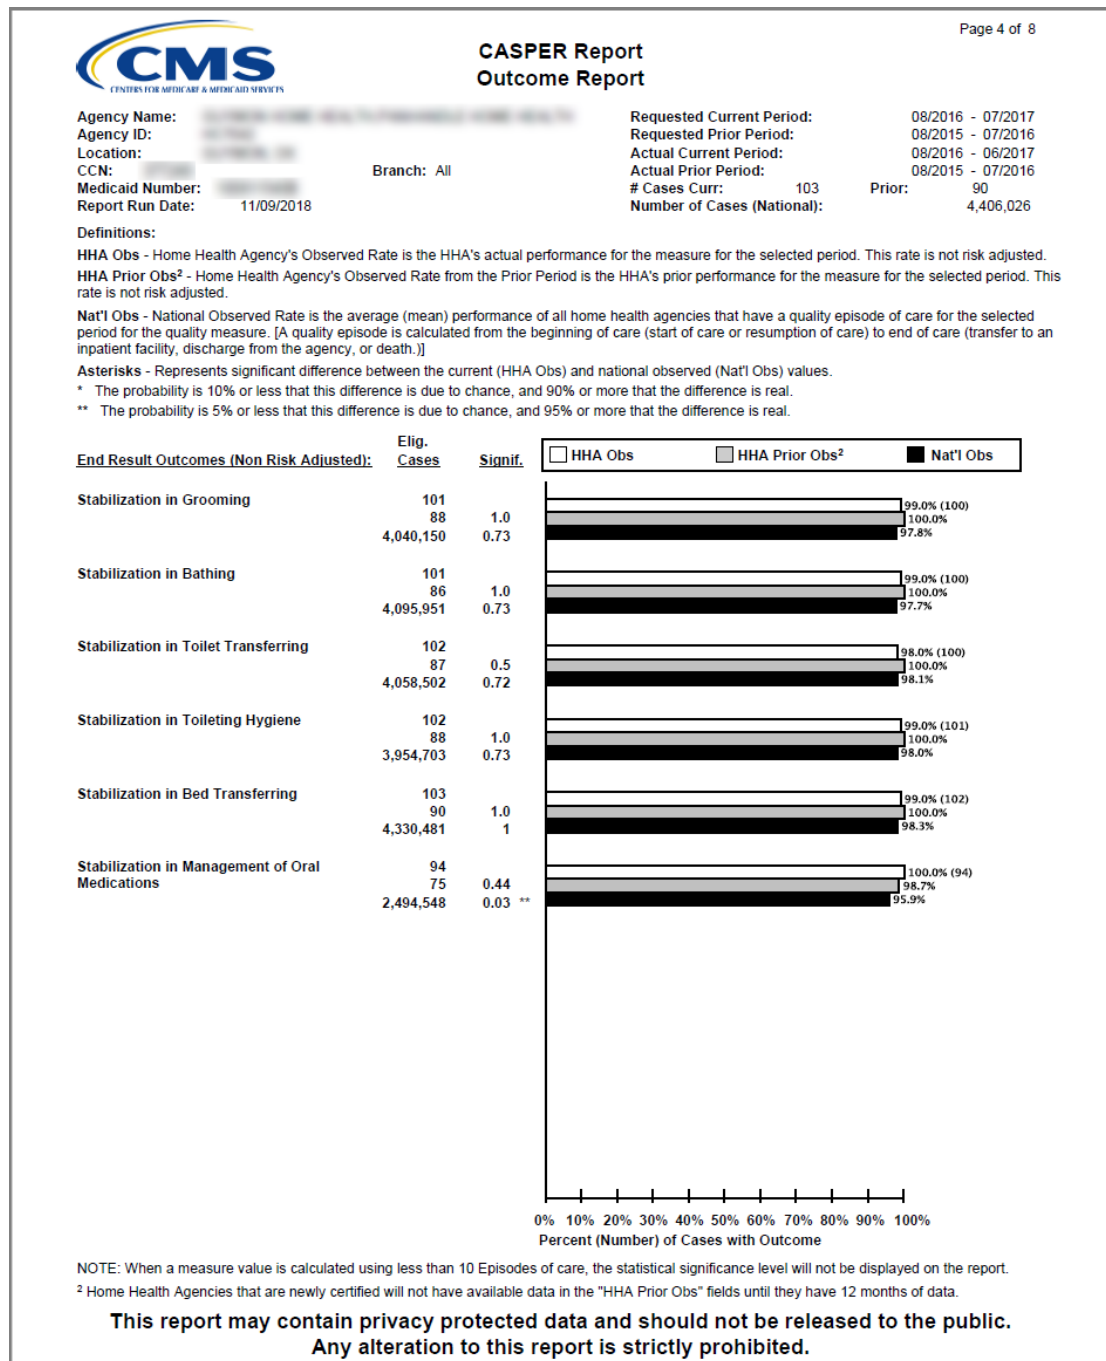 Page 4 of 8
CMS
CENTERS FOR MEDICARE & MEDICAID SERVICES
CASPER Report
Outcome Report
Agency Name:
Agency ID:
Location:
CCN: Branch: All
Medicaid Number:
Report Run Date: 11/09/2018
Requested Current Period: 08/2016 - 07/2017
Requested Prior Period: 08/2015 - 07/2016
Actual Current Period: 08/2016 - 06/2017
Actual Prior Period: 08/2015 - 07/2016
# Cases Curr: 103 Prior: 90
Number of Cases (National): 4,406,026
Definitions:
HHA Obs - Home Health Agency's Observed Rate is the HHA's actual performance for the measure for the selected period. This rate is not risk adjusted.
HHA Prior Obs² - Home Health Agency's Observed Rate from the Prior Period is the HHA's prior performance for the measure for the selected period. This
rate is not risk adjusted.
Nat'l Obs - National Observed Rate is the average (mean) performance of all home health agencies that have a quality episode of care for the selected
period for the quality measure. [A quality episode is calculated from the beginning of care (start of care or resumption of care) to end of care (transfer to an
inpatient facility, discharge from the agency, or death.)]
Asterisks - Represents significant difference between the current (HHA Obs) and national observed (Nat'l Obs) values.
* The probability is 10% or less that this difference is due to chance, and 90% or more that the difference is real.
** The probability is 5% or less that this difference is due to chance, and 95% or more that the difference is real.
End Result Outcomes (Non Risk Adjusted): Elig. Cases Signif.
HHA Obs HHA Prior Obs² Nat'l Obs
Stabilization in Grooming 101 99.0% (100)
88 1.0 100.0%
4,040,150 0.73 97.8%
Stabilization in Bathing 101 99.0% (100)
86 1.0 100.0%
4,095,951 0.73 97.7%
Stabilization in Toilet Transferring 102 98.0% (100)
87 0.5 100.0%
4,058,502 0.72 98.1%
Stabilization in Toileting Hygiene 102 99.0% (101)
88 1.0 100.0%
3,954,703 0.73 98.0%
Stabilization in Bed Transferring 103 99.0% (102)
90 1.0 100.0%
4,330,481 1 98.3%
Stabilization in Management of Oral 94 100.0% (94)
Medications 75 0.44 98.7%
2,494,548 0.03 ** 95.9%
0% 10% 20% 30% 40% 50% 60% 70% 80% 90% 100%
Percent (Number) of Cases with Outcome
NOTE: When a measure value is calculated using less than 10 Episodes of care, the statistical significance level will not be displayed on the report.
² Home Health Agencies that are newly certified will not have available data in the "HHA Prior Obs" fields until they have 12 months of data.
This report may contain privacy protected data and should not be released to the public.
Any alteration to this report is strictly prohibited.